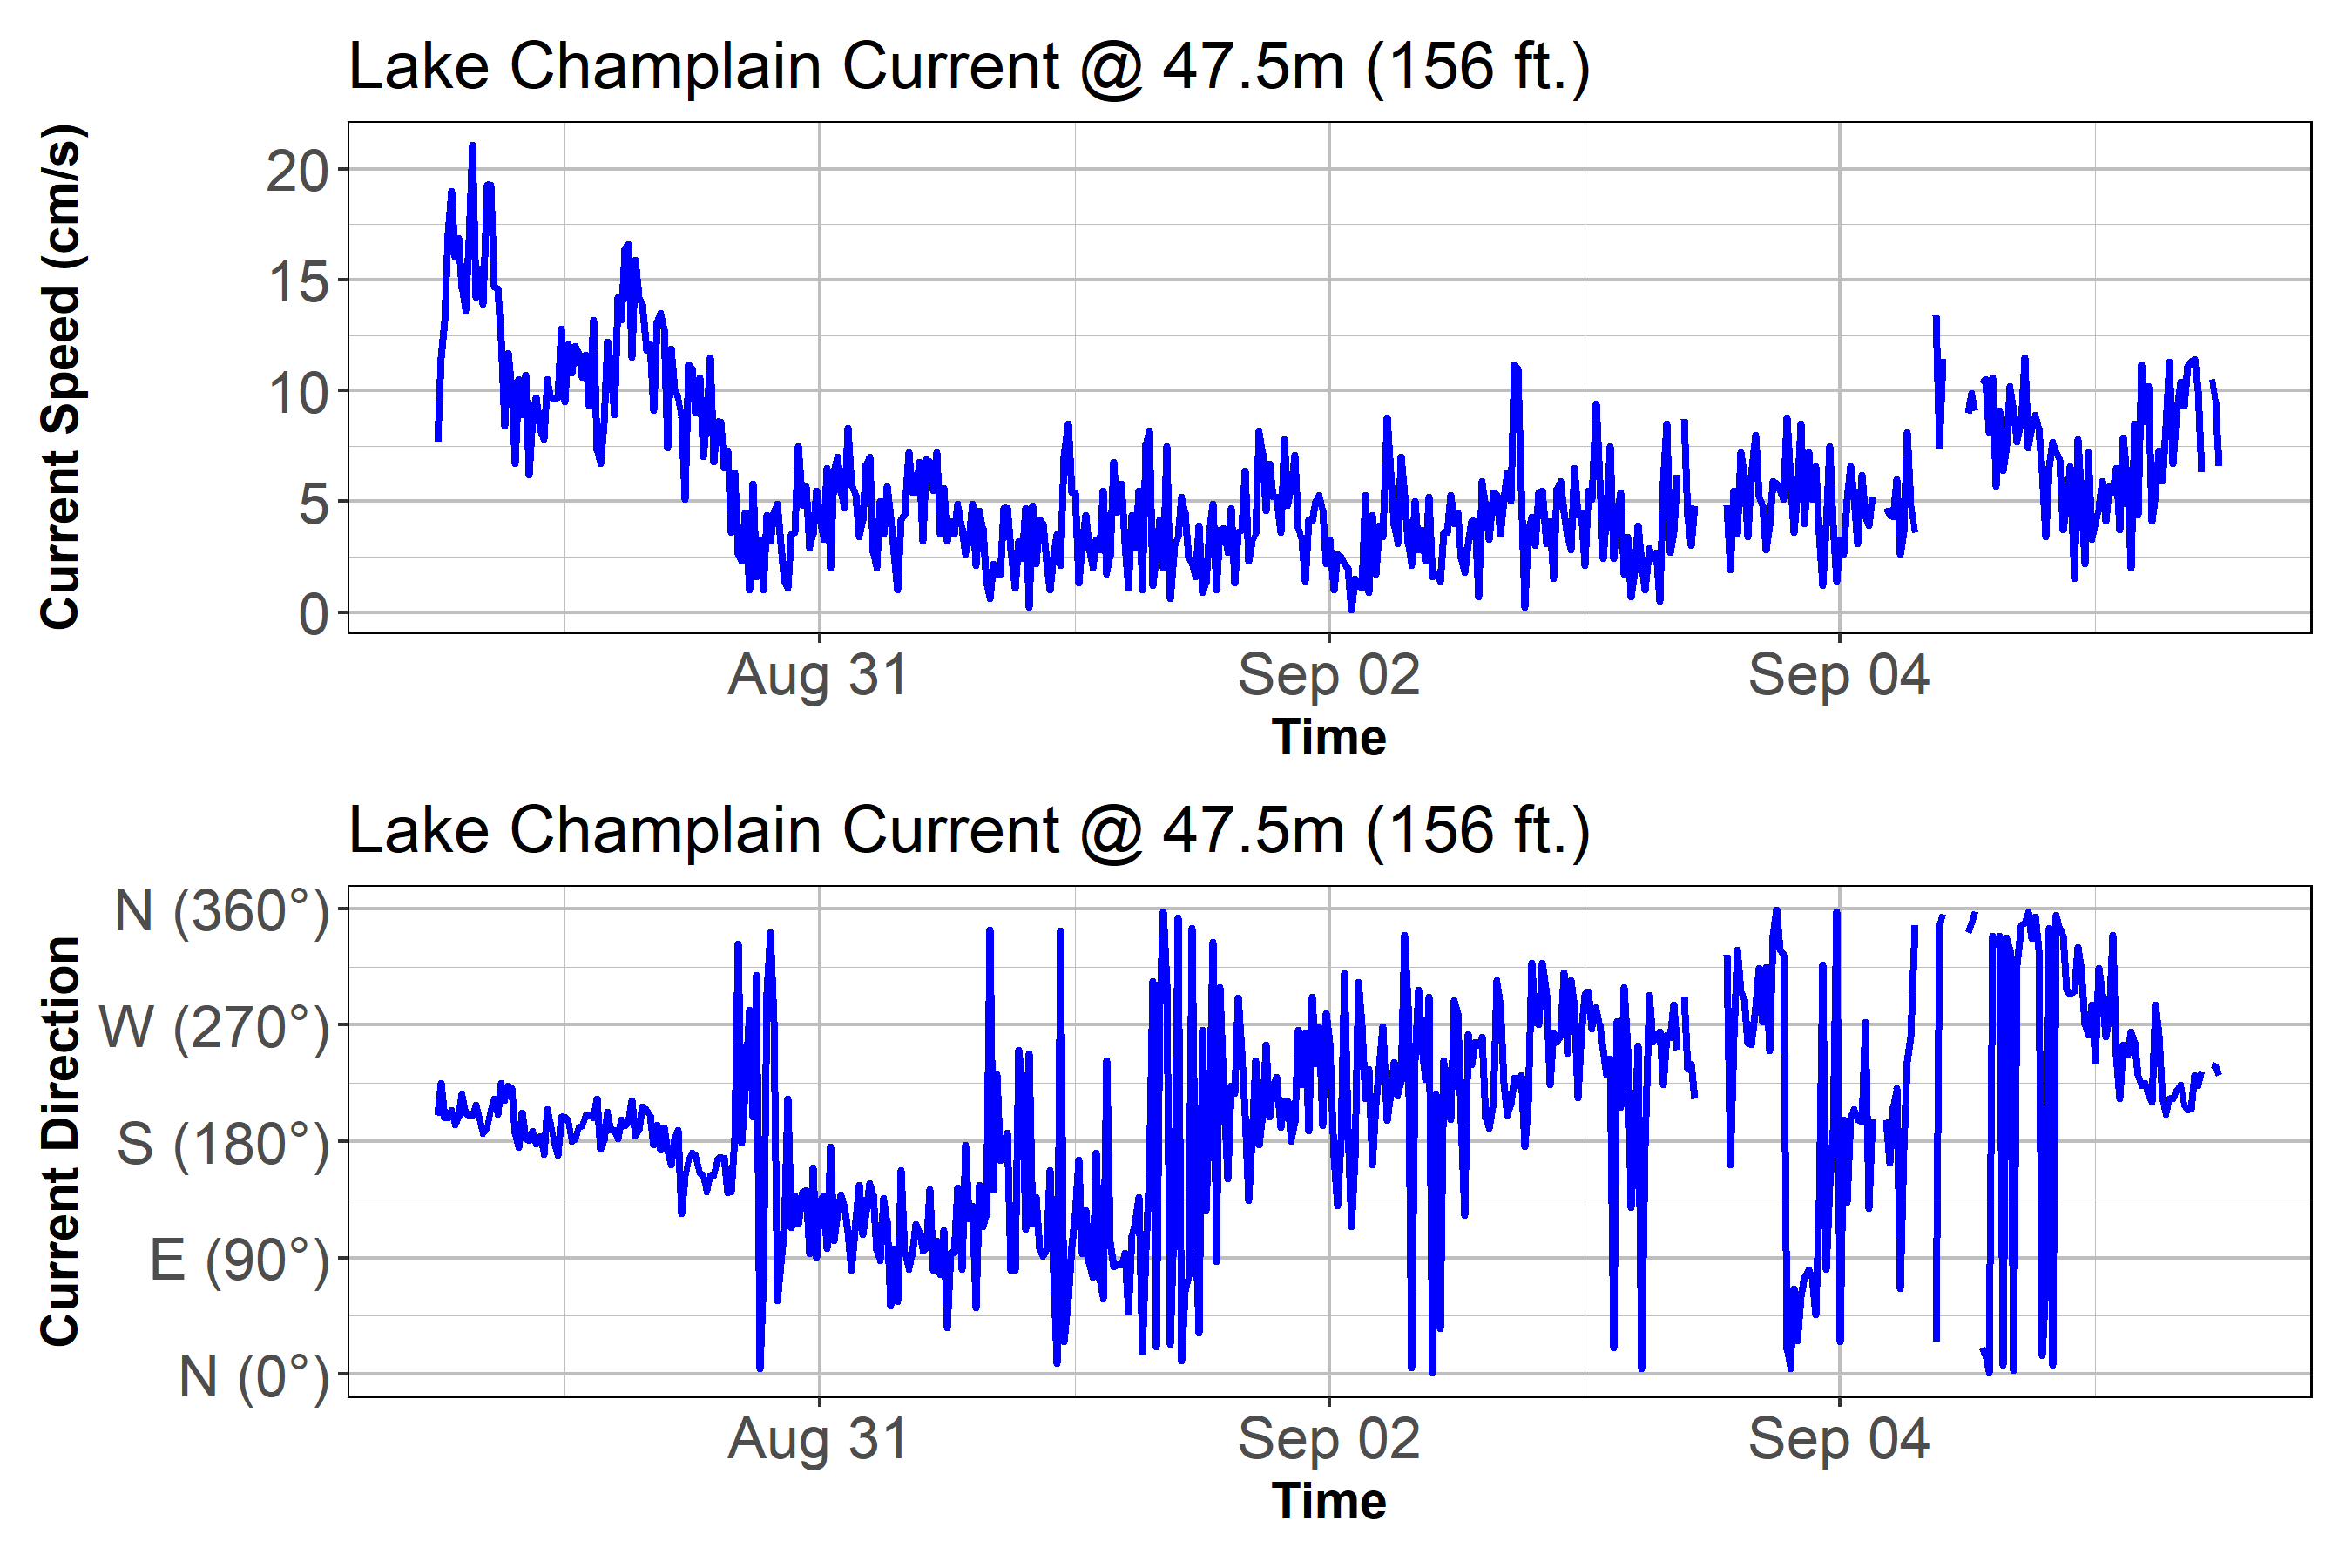 Lake Champlain Current @ 47.5m (156 ft.)
Current Speed (cm/s)
20
15
10
5
0
Aug 31 Sep 02 Sep 04
Time
Lake Champlain Current @ 47.5m (156 ft.)
Current Direction
N (360°)
W (270°)
S (180°)
E (90°)
N (0°)
Aug 31 Sep 02 Sep 04
Time